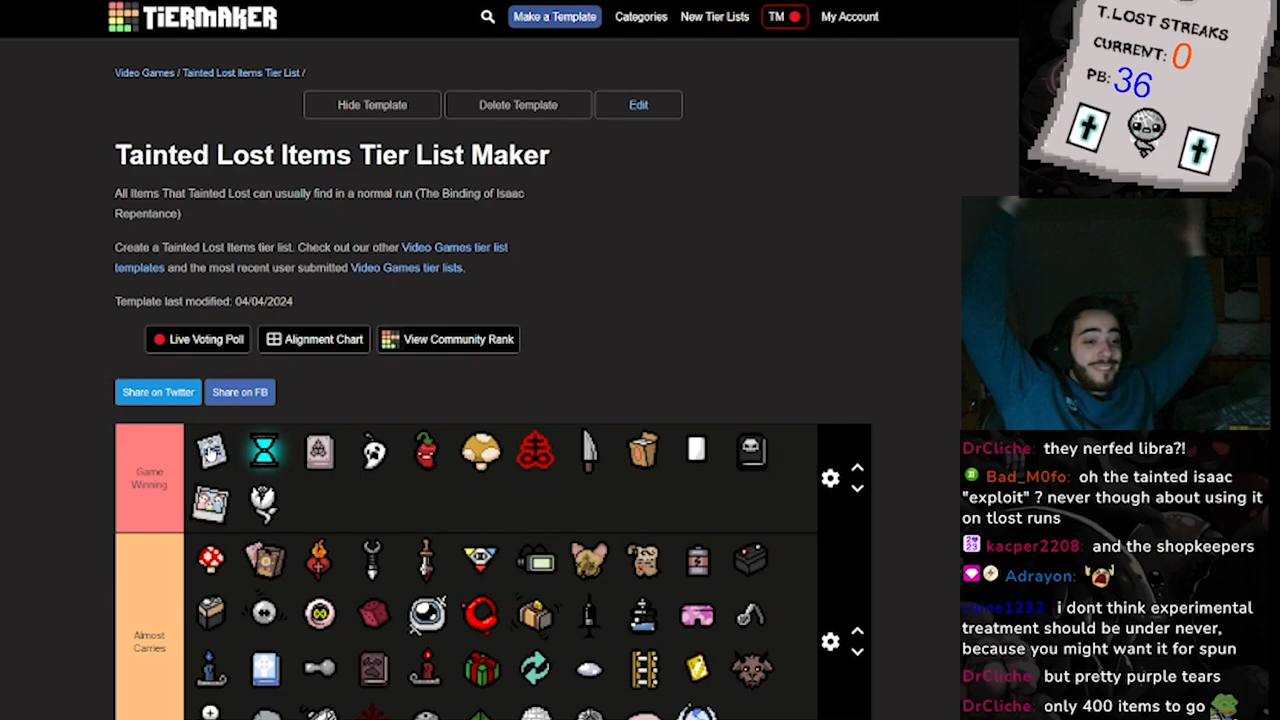 TiERMAKER
Make a Template
Categories
New Tier Lists
TM
My Account
Video Games / Tainted Lost Items Tier List /
Hide Template
Delete Template
Edit
Tainted Lost Items Tier List Maker
All Items That Tainted Lost can usually find in a normal run (The Binding of Isaac
Repentance)
Create a Tainted Lost Items tier list. Check out our other Video Games tier list
templates and the most recent user submitted Video Games tier lists.
Template last modified: 04/04/2024
Live Voting Poll
Alignment Chart
View Community Rank
Share on Twitter
Share on FB
Game
Winning
Almost
Carries
T.LOST STREAKS
CURRENT: 0
PB: 36
DrCliche: they nerfed libra?!
Bad_M0fo: oh the tainted isaac
"exploit" ? never though about using it
on tlost runs
kacper2208: and the shopkeepers
Adrayon:
i dont think experimental
treatment should be under never,
because you might want it for spun
DrCliche: but pretty purple tears
DrCliche: only 400 items to go